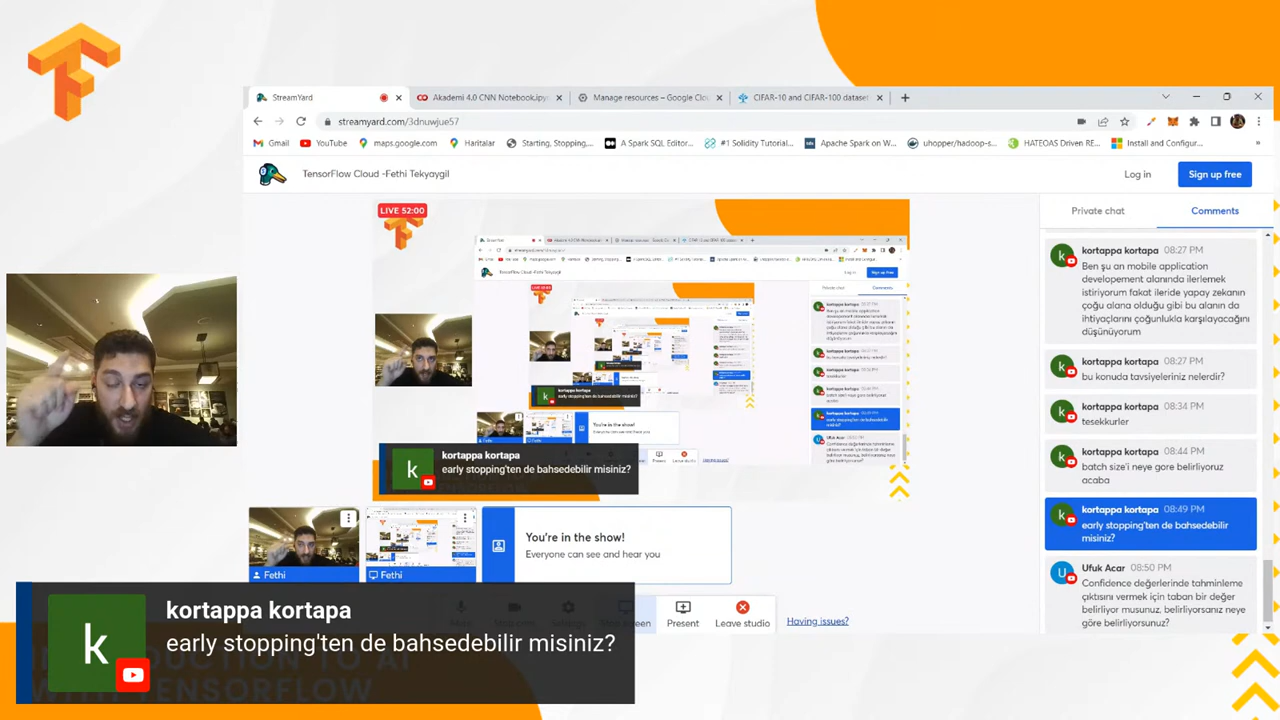 StreamYard
Akademi 4.0 CNN Notebook.ipy
Manage resources – Google Clo
CIFAR-10 and CIFAR-100 dataset
streamyard.com/3dnuwjue57
Gmail
YouTube
maps.google.com
Haritalar
Starting, Stopping,...
A Spark SQL Editor...
#1 Solidity Tutorial...
Apache Spark on W...
uhopper/hadoop-s...
HATEOAS Driven RE...
Install and Configur...
TensorFlow Cloud -Fethi Tekyaygil
Log in
Sign up free
Private chat
Comments
LIVE 52:00
kortappa kortapa
early stopping'ten de bahsedebilir misiniz?
kortappa kortapa 08:27 PM
Ben şu an mobile application
development alanında ilerlemek
istiyorum fakat ileride yapay zekanın
çoğu alana olduğu gibi bu alanın da
ihtiyaçlarını çoğunlukla karşılayacağını
düşünüyorum
kortappa kortapa 08:27 PM
bu konuda tavsiyeleriniz nelerdir?
kortappa kortapa 08:34 PM
tesekkurler
kortappa kortapa 08:44 PM
batch size'i neye gore belirliyoruz
acaba
kortappa kortapa 08:49 PM
early stopping'ten de bahsedebilir
misiniz?
Ufuk Acar 08:50 PM
Confidence değerlerinde tahminleme
çıktısını vermek için taban bir değer
belirliyor musunuz, belirliyorsanız neye
göre belirliyorsunuz?
Fethi
Fethi
You're in the show!
Everyone can see and hear you
Present
Leave studio
Having issues?
k
kortappa kortapa
early stopping'ten de bahsedebilir misiniz?
WITH TENSORFLOW